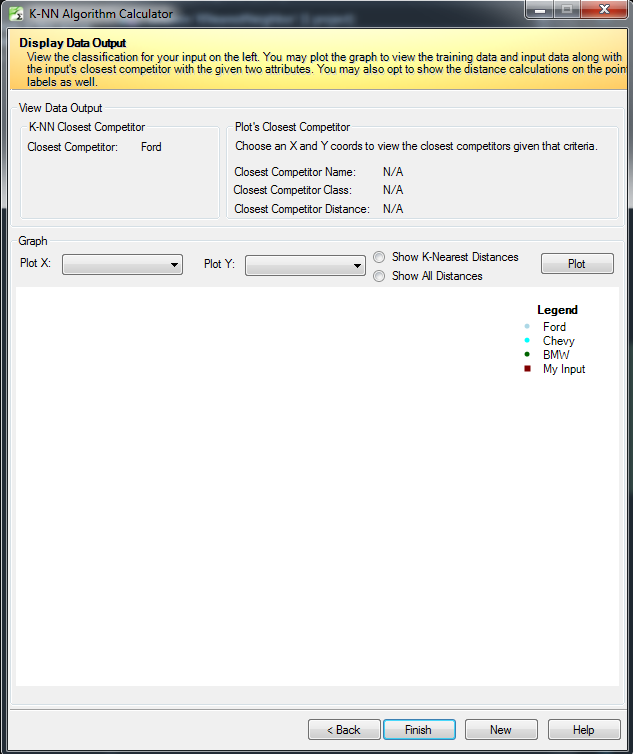 K-NN Algorithm Calculator
Display Data Output
View the classification for your input on the left. You may plot the graph to view the training data and input data along with
the input's closest competitor with the given two attributes. You may also opt to show the distance calculations on the point
labels as well.
View Data Output
K-NN Closest Competitor
Closest Competitor: Ford
Plot's Closest Competitor
Choose an X and Y coords to view the closest competitors given that criteria.
Closest Competitor Name: N/A
Closest Competitor Class: N/A
Closest Competitor Distance: N/A
Graph
Plot X:
Plot Y:
Show K-Nearest Distances
Show All Distances
Plot
Legend
Ford
Chevy
BMW
My Input
< Back
Finish
New
Help